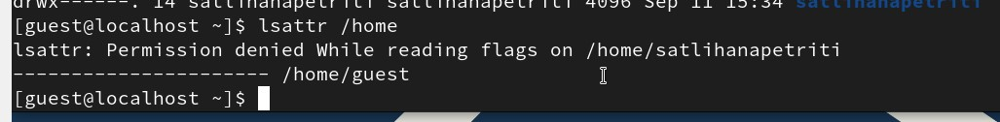 drwx------. 14 satlihanapetriti satlihanapetriti 4096 Sep 11 15:34 satlihanapetriti
[guest@localhost ~]$ lsattr /home
lsattr: Permission denied While reading flags on /home/satlihanapetriti
---------------------- /home/guest
[guest@localhost ~]$